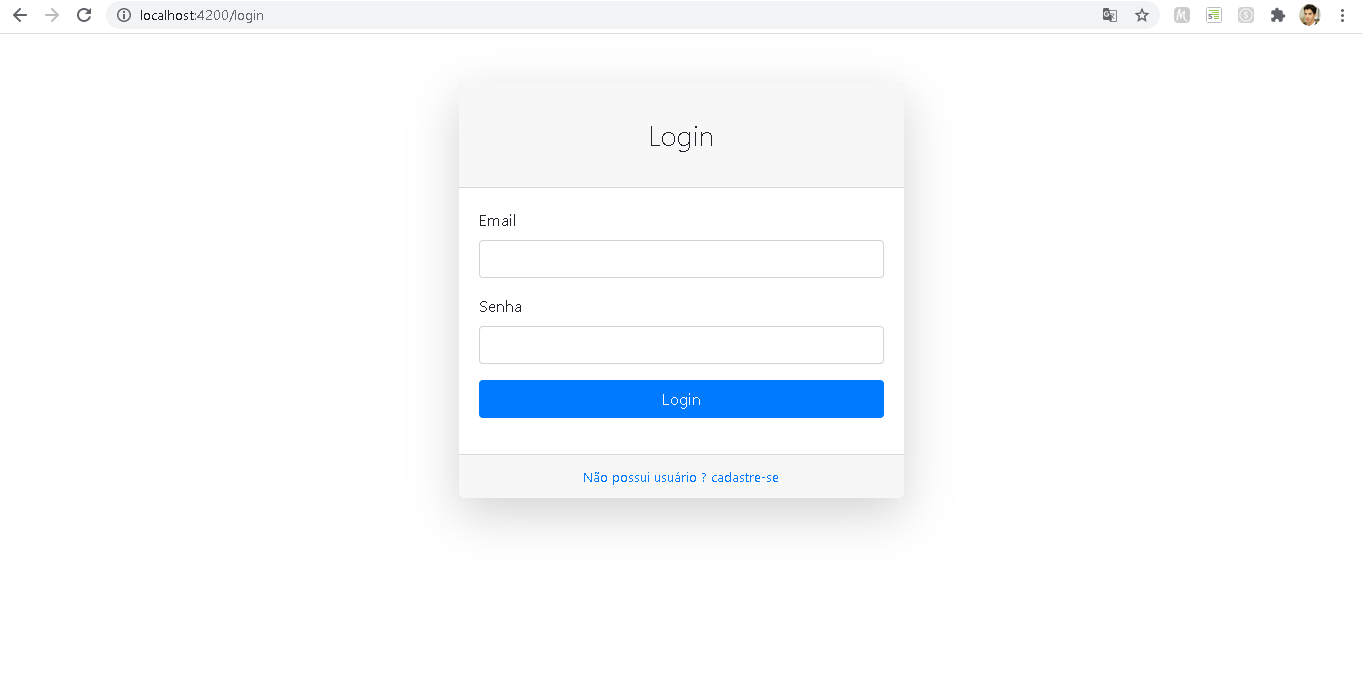 localhost:4200/login
Login
Email
Senha
Login
Não possui usuário ? cadastre-se